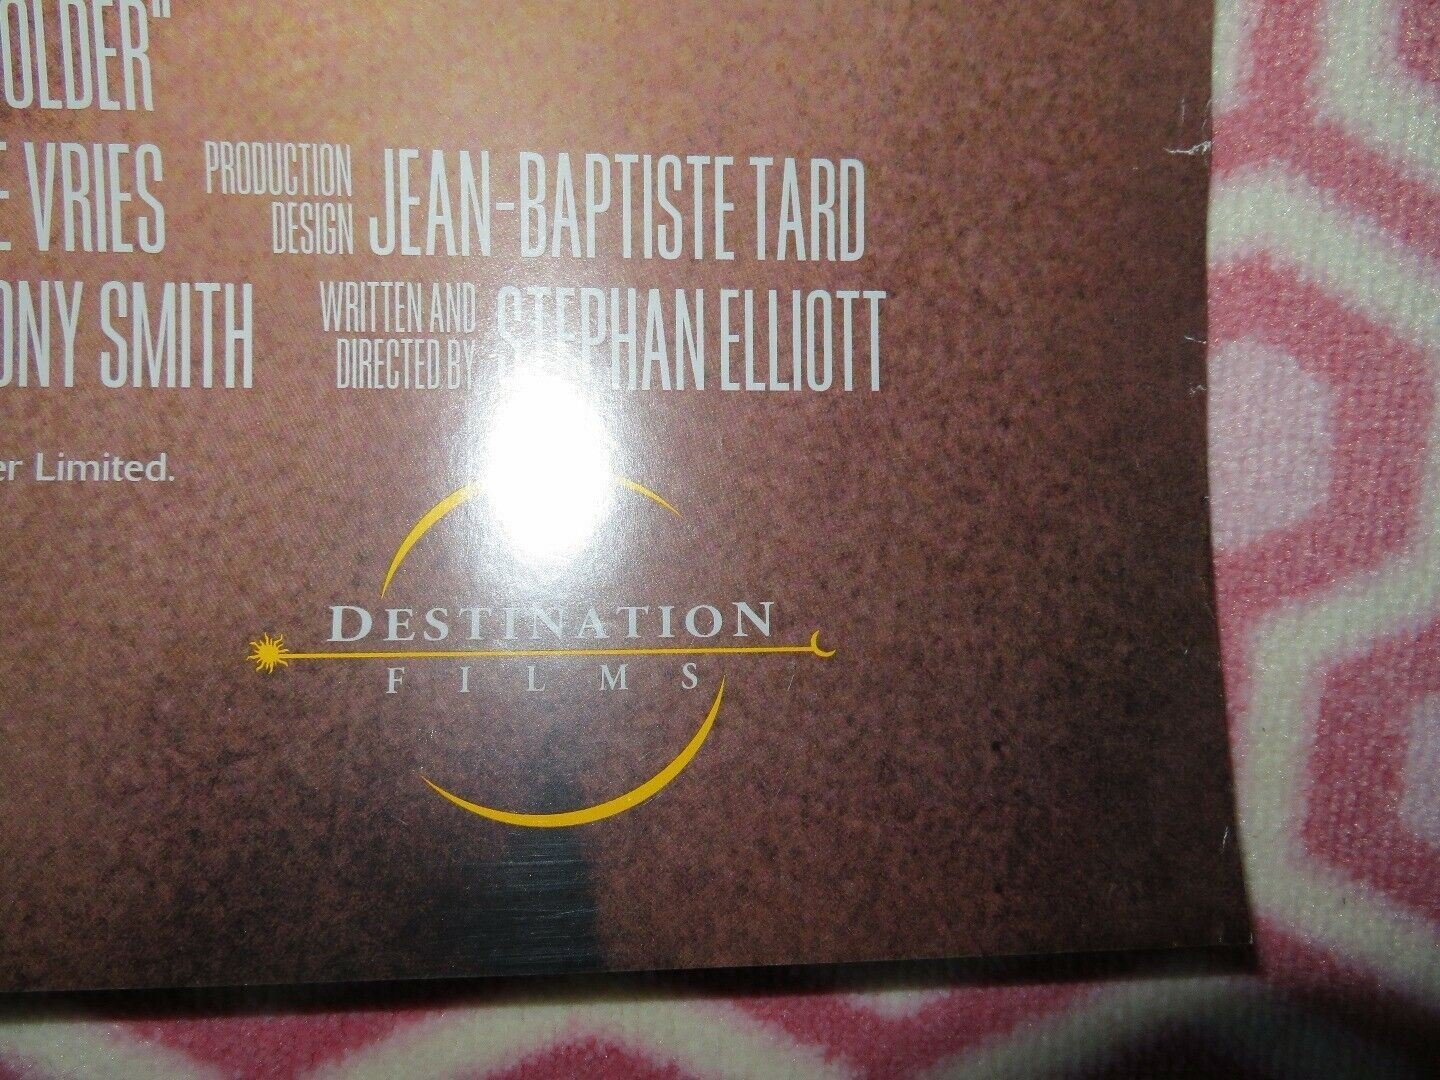 OLDER"
E VRIES PRODUCTION DESIGN JEAN-BAPTISTE TARD
ONY SMITH WRITTEN AND DIRECTED BY STEPHAN ELLIOTT
er Limited.
DESTINATION
FILMS